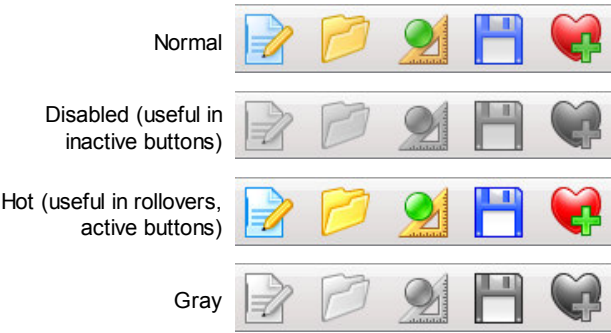 Normal
Disabled (useful in
inactive buttons)
Hot (useful in rollovers,
active buttons)
Gray